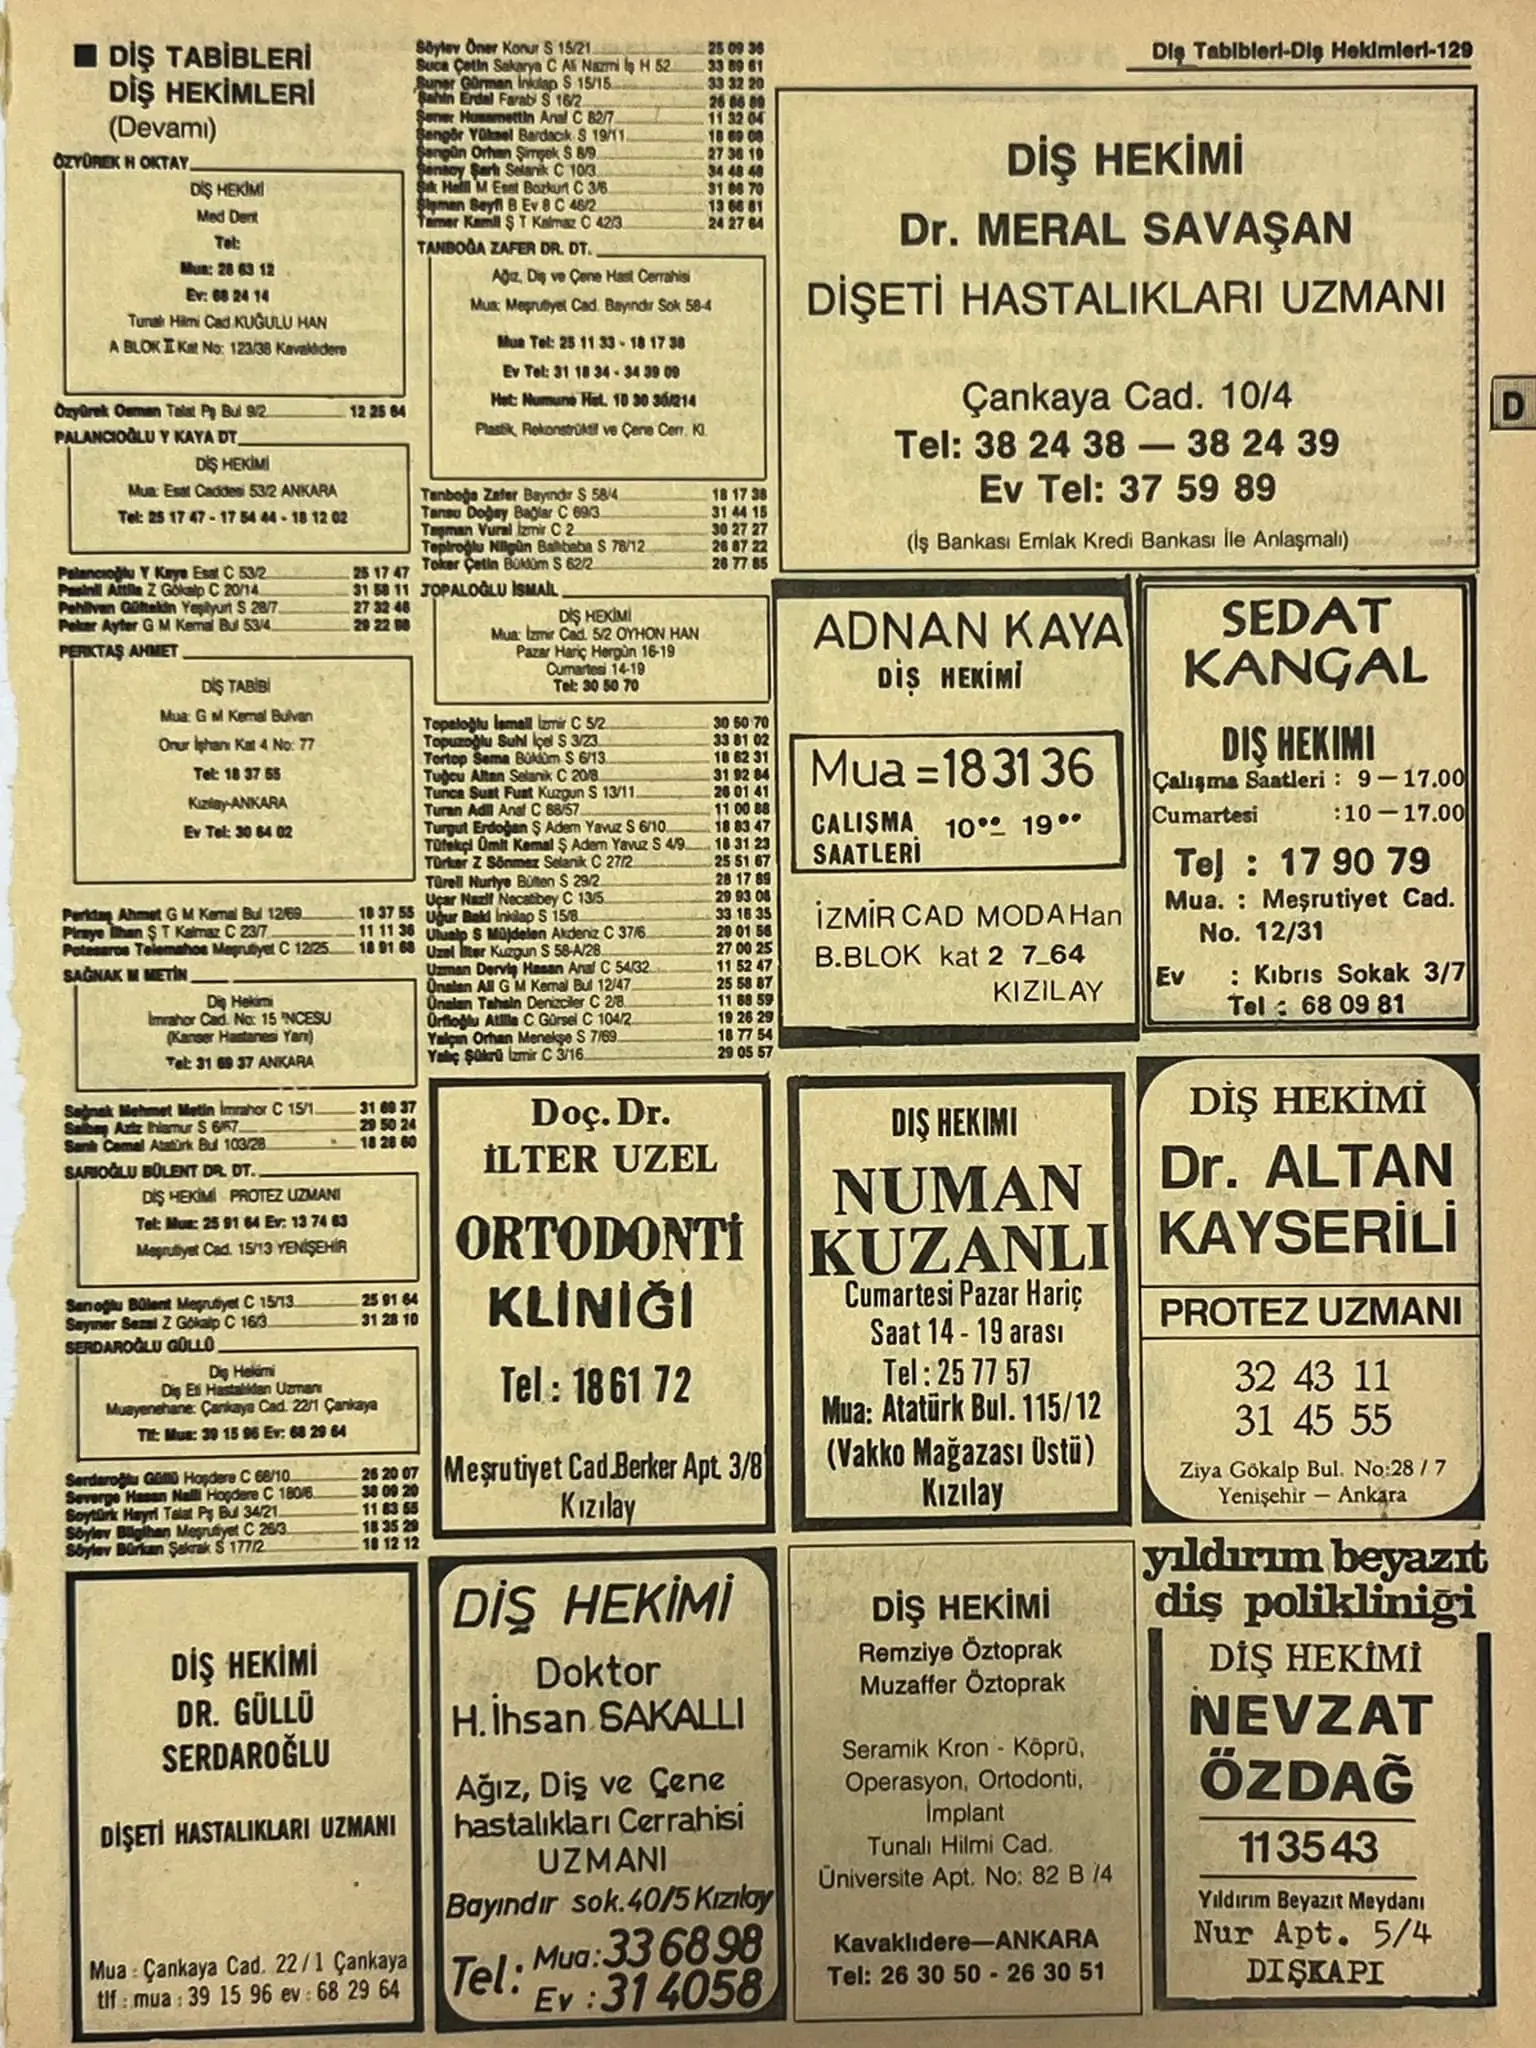 Diş Tabibleri-Diş Hekimleri-129
■ DİŞ TABİBLERİ
DİŞ HEKİMLERİ
(Devamı)
ÖZYÜREK H OKTAY
DİŞ HEKİMİ
Med Dent
Tel:
Mua: 28 63 12
Ev: 68 24 14
Tunalı Hilmi Cad. KUĞULU HAN
A BLOK II Kat No: 123/38 Kavaklıdere
Özyürek Osman Talat Pş Bul 9/2 12 25 64
PALANCIOĞLU Y KAYA DT
DİŞ HEKİMİ
Mua: Esat Caddesi 53/2 ANKARA
Tel: 25 17 47 - 17 54 44 - 18 12 02
Palancıoğlu Y Kaya Esat C 53/2 25 17 47
Pasinli Attila Z Gökalp C 20/14 31 58 11
Pehlivan Gültekin Yeşilyurt S 28/7 27 32 46
Peker Ayfer G M Kemal Bul 53/4 29 22 98
PERKTAŞ AHMET
DİŞ TABİBİ
Mua: G M Kemal Bulvarı
Onur İşhanı Kat 4 No: 77
Tel: 18 37 55
Kızılay-ANKARA
Ev Tel: 30 64 02
Perktaş Ahmet G M Kemal Bul 12/69 18 37 55
Piraye İlhan Ş T Kalmaz C 23/7 11 11 36
Potasaros Telemahos Meşrutiyet C 12/25 18 91 68
SAĞNAK M METİN
Diş Hekimi
İmrahor Cad. No: 15 İNCESU
(Kanser Hastanesi Yanı)
Tel: 31 69 37 ANKARA
Sağnak Mehmet Metin İmrahor C 15/1 31 69 37
Salbaş Aziz Ihlamur S 6/67 29 50 24
Sanlı Cemal Atatürk Bul 103/28 18 26 60
SARIOĞLU BÜLENT DR. DT.
DİŞ HEKİMİ PROTEZ UZMANI
Tel: Mua: 25 91 64 Ev: 13 74 63
Meşrutiyet Cad. 15/13 YENİŞEHİR
Sarıoğlu Bülent Meşrutiyet C 15/13 25 91 64
Sayıner Sezai Z Gökalp C 16/3 31 28 10
SERDAROĞLU GÜLLÜ
Diş Hekimi
Diş Eti Hastalıkları Uzmanı
Muayenehane: Çankaya Cad. 22/1 Çankaya
Tlf: Mua: 39 15 96 Ev: 68 29 64
Serdaroğlu Güllü Hoşdere C 68/10 26 20 07
Severge Hasan Naili Hoşdere C 180/6 38 09 20
Soytürk Hayri Talat Pş Bul 34/21 11 83 55
Söylev Bilgihan Meşrutiyet C 26/3 18 35 29
Söylev Bürkan Şakrak S 177/2 18 12 12
Söylev Öner Konur S 15/21 25 09 36
Suca Çetin Sakarya C Ali Nazmi İş H 52 33 89 61
Suner Gürman İnkılap S 15/15 33 32 20
Şahin Erdal Farabi S 16/2 26 86 89
Şener Husamettin Anaf C 82/7 11 32 04
Şengör Yüksel Bardacık S 19/11 18 69 08
Şengün Orhan Şimşek S 8/9 27 36 19
Şensoy Şarlı Selanik C 10/3 34 48 48
Şık Halil M Esat Bozkurt C 3/6 31 86 70
Şişman Seyfi B Ev 8 C 46/2 13 66 81
Tamer Kamil Ş T Kalmaz C 42/3 24 27 64
TANBOĞA ZAFER DR. DT.
Ağız, Diş ve Çene Hast Cerrahisi
Mua: Meşrutiyet Cad. Bayındır Sok 58-4
Mua Tel: 25 11 33 - 18 17 38
Ev Tel: 31 18 34 - 34 39 09
Hst: Numune Hst. 10 30 35/214
Plastik, Rekonstrüktif ve Çene Cerr. Kl.
Tanboğa Zafer Bayındır S 58/4 18 17 38
Tansu Doğay Bağlar C 69/3 31 44 15
Taşman Vural İzmir C 2 30 27 27
Tepiroğlu Nilgün Balibaba S 78/12 26 87 22
Toker Çetin Büklüm S 62/2 26 77 85
TOPALOĞLU İSMAİL
DİŞ HEKİMİ
Mua: İzmir Cad. 5/2 OYHON HAN
Pazar Hariç Hergün 16-19
Cumartesi 14-19
Tel: 30 50 70
Topaloğlu İsmail İzmir C 5/2 30 50 70
Topuzoğlu Suhi İçel S 3/23 33 81 02
Tortop Sema Büklüm S 6/13 18 62 31
Tuğcu Altan Selanik C 20/8 31 92 84
Tunca Suat Fuat Kuzgun S 13/11 26 01 41
Turan Adil Anaf C 88/57 11 00 88
Turgut Erdoğan Ş Adem Yavuz S 6/10 18 83 47
Tüfekçi Ümit Kemal Ş Adem Yavuz S 4/9 18 31 23
Türker Z Sönmez Selanik C 27/2 25 51 67
Türeli Nuriye Bülten S 29/2 28 17 89
Uçar Nazif Necatibey C 13/5 29 93 08
Uğur Baki İnkilap S 15/8 33 16 35
Ulualp S Müjdelen Akdeniz C 37/6 29 01 56
Uzel İlter Kuzgun S 58-A/28 27 00 25
Uzman Derviş Hasan Anaf C 54/32 11 52 47
Ünalan Ali G M Kemal Bul 12/47 25 58 87
Ünalan Tahsin Denizciler C 2/8 11 88 59
Ürfioğlu Atilla C Gürsel C 104/2 19 26 29
Yalçın Orhan Menekşe S 7/69 18 77 54
Yalıç Şükrü İzmir C 3/16 29 05 57
DİŞ HEKİMİ
Dr. MERAL SAVAŞAN
DİŞETİ HASTALIKLARI UZMANI
Çankaya Cad. 10/4
Tel: 38 24 38 — 38 24 39
Ev Tel: 37 59 89
(İş Bankası Emlak Kredi Bankası İle Anlaşmalı)
D
ADNAN KAYA
DİŞ HEKİMİ
Mua = 18 31 36
CALIŞMA 10⁰⁰ - 19⁰⁰
SAATLERİ
İZMİR CAD MODA Han
B.BLOK kat 2 7_64
KIZILAY
SEDAT
KANGAL
DIŞ HEKIMI
Çalışma Saatleri : 9 — 17.00
Cumartesi : 10 — 17.00
Tel : 17 90 79
Mua. : Meşrutiyet Cad.
No. 12/31
Ev : Kıbrıs Sokak 3/7
Tel : 68 09 81
Doç. Dr.
İLTER UZEL
ORTODONTİ
KLİNİĞİ
Tel : 18 61 72
Meşrutiyet Cad. Berker Apt. 3/8
Kızılay
DIŞ HEKIMI
NUMAN
KUZANLI
Cumartesi Pazar Hariç
Saat 14 - 19 arası
Tel : 25 77 57
Mua: Atatürk Bul. 115/12
(Vakko Mağazası Üstü)
Kızılay
DİŞ HEKİMİ
Dr. ALTAN
KAYSERİLİ
PROTEZ UZMANI
32 43 11
31 45 55
Ziya Gökalp Bul. No:28 / 7
Yenişehir — Ankara
DİŞ HEKİMİ
DR. GÜLLÜ
SERDAROĞLU
DİŞETİ HASTALIKLARI UZMANI
Mua : Çankaya Cad. 22 / 1 Çankaya
tlf : mua : 39 15 96 ev : 68 29 64
DİŞ HEKİMİ
Doktor
H. İhsan SAKALLI
Ağız, Diş ve Çene
hastalıkları Cerrahisi
UZMANI
Bayındır sok. 40/5 Kızılay
Tel: Mua: 33 68 98
Ev : 31 40 58
DİŞ HEKİMİ
Remziye Öztoprak
Muzaffer Öztoprak
Seramik Kron - Köprü,
Operasyon, Ortodonti,
İmplant
Tunalı Hilmi Cad.
Üniversite Apt. No: 82 B /4
Kavaklıdere—ANKARA
Tel: 26 30 50 - 26 30 51
yıldırım beyazıt
diş polikliniği
DİŞ HEKİMİ
NEVZAT
ÖZDAĞ
11 35 43
Yıldırım Beyazıt Meydanı
Nur Apt. 5/4
DIŞKAPI